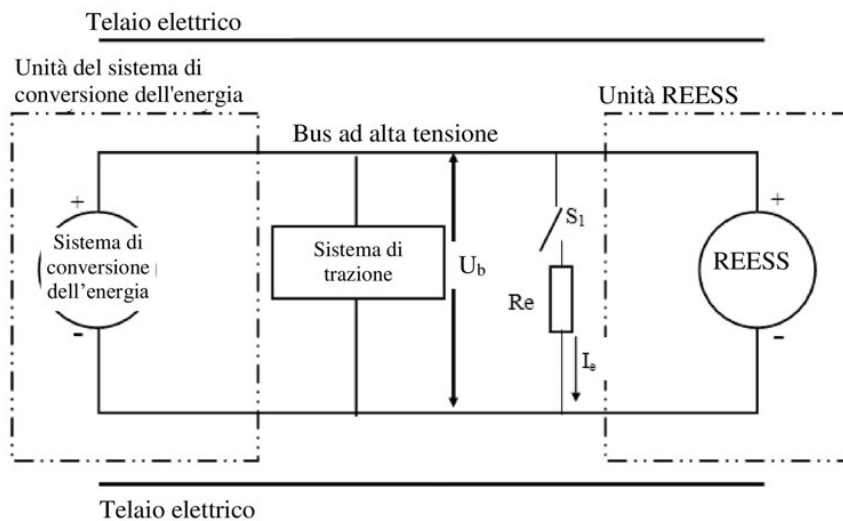 Telaio elettrico
Unità del sistema di
conversione dell'energia
Unità REESS
Bus ad alta tensione
+
Sistema di
conversione
dell'energia
-
Sistema di
trazione
Ub
S1
Re
Ie
+
REESS
-
Telaio elettrico